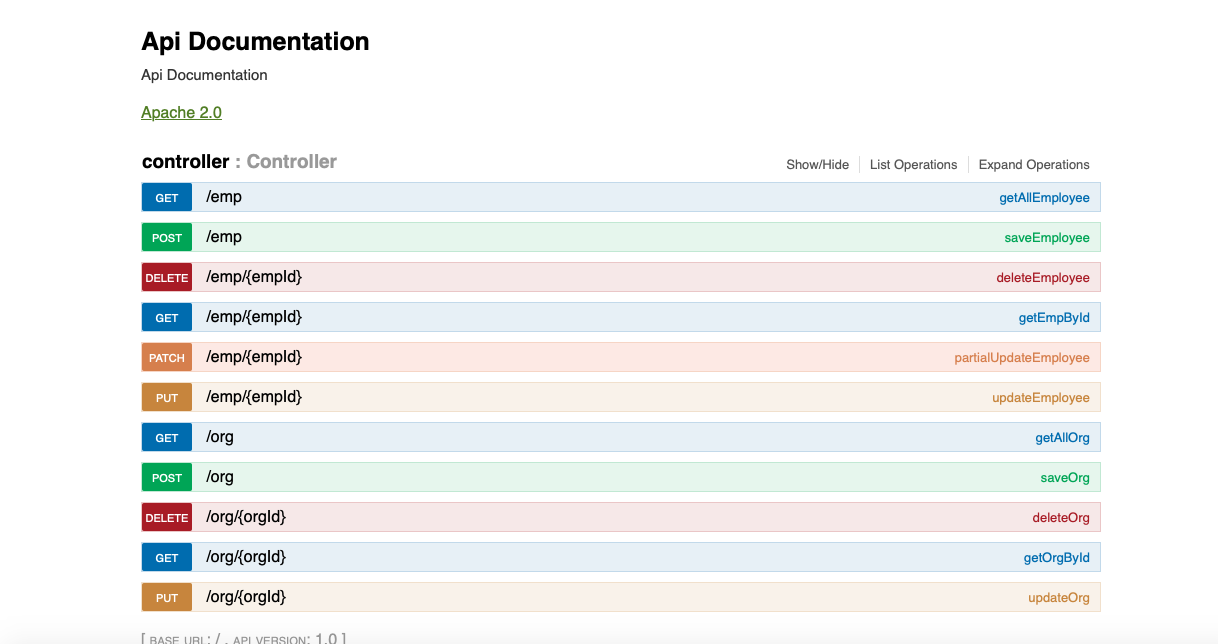 Api Documentation
Api Documentation
Apache 2.0
controller : Controller Show/Hide List Operations Expand Operations
GET /emp getAllEmployee
POST /emp saveEmployee
DELETE /emp/{empId} deleteEmployee
GET /emp/{empId} getEmpById
PATCH /emp/{empId} partialUpdateEmployee
PUT /emp/{empId} updateEmployee
GET /org getAllOrg
POST /org saveOrg
DELETE /org/{orgId} deleteOrg
GET /org/{orgId} getOrgById
PUT /org/{orgId} updateOrg
[ BASE URL: / , API VERSION: 1.0 ]